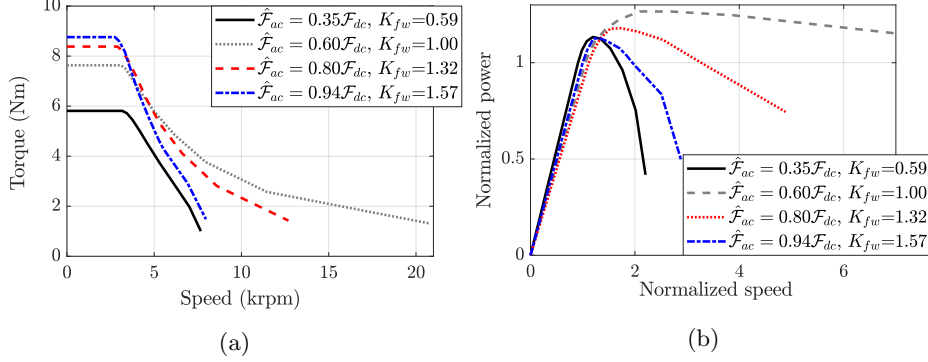 10
8
6
4
2
0
Torque (Nm)
0 5 10 15 20
Speed (krpm)
F̂ac = 0.35Fdc, Kfw=0.59
F̂ac = 0.60Fdc, Kfw=1.00
F̂ac = 0.80Fdc, Kfw=1.32
F̂ac = 0.94Fdc, Kfw=1.57
(a)
1
0.5
0
Normalized power
0 2 4 6
Normalized speed
F̂ac = 0.35Fdc, Kfw=0.59
F̂ac = 0.60Fdc, Kfw=1.00
F̂ac = 0.80Fdc, Kfw=1.32
F̂ac = 0.94Fdc, Kfw=1.57
(b)